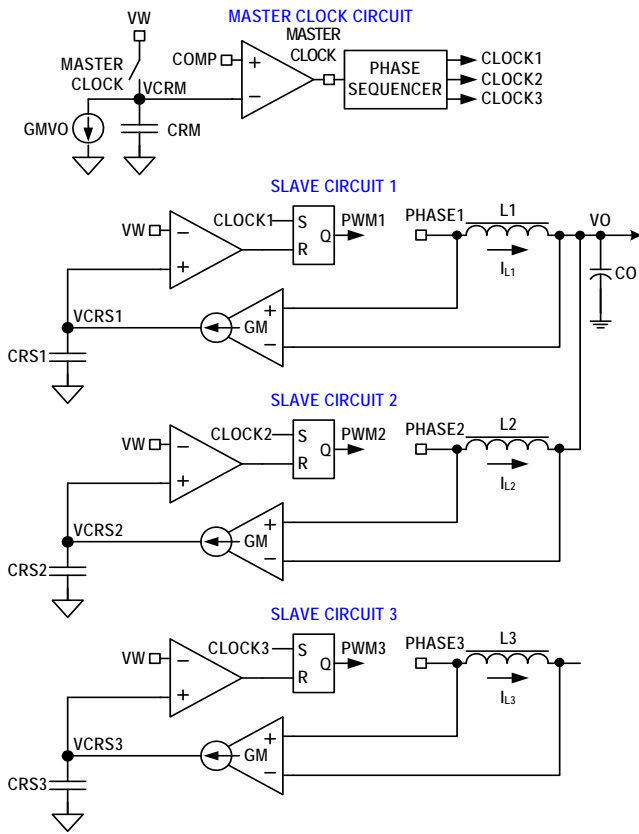 MASTER CLOCK CIRCUIT
VW
MASTER
CLOCK
VCRM
GMVO
CRM
COMP
+
−
MASTER
CLOCK
PHASE
SEQUENCER
CLOCK1
CLOCK2
CLOCK3
SLAVE CIRCUIT 1
VW
−
+
CLOCK1
S
R
Q
PWM1
PHASE1
L1
IL1
VO
CO
VCRS1
CRS1
GM
+
−
SLAVE CIRCUIT 2
VW
−
+
CLOCK2
S
R
Q
PWM2
PHASE2
L2
IL2
VCRS2
CRS2
GM
+
−
SLAVE CIRCUIT 3
VW
−
+
CLOCK3
S
R
Q
PWM3
PHASE3
L3
IL3
VCRS3
CRS3
GM
+
−